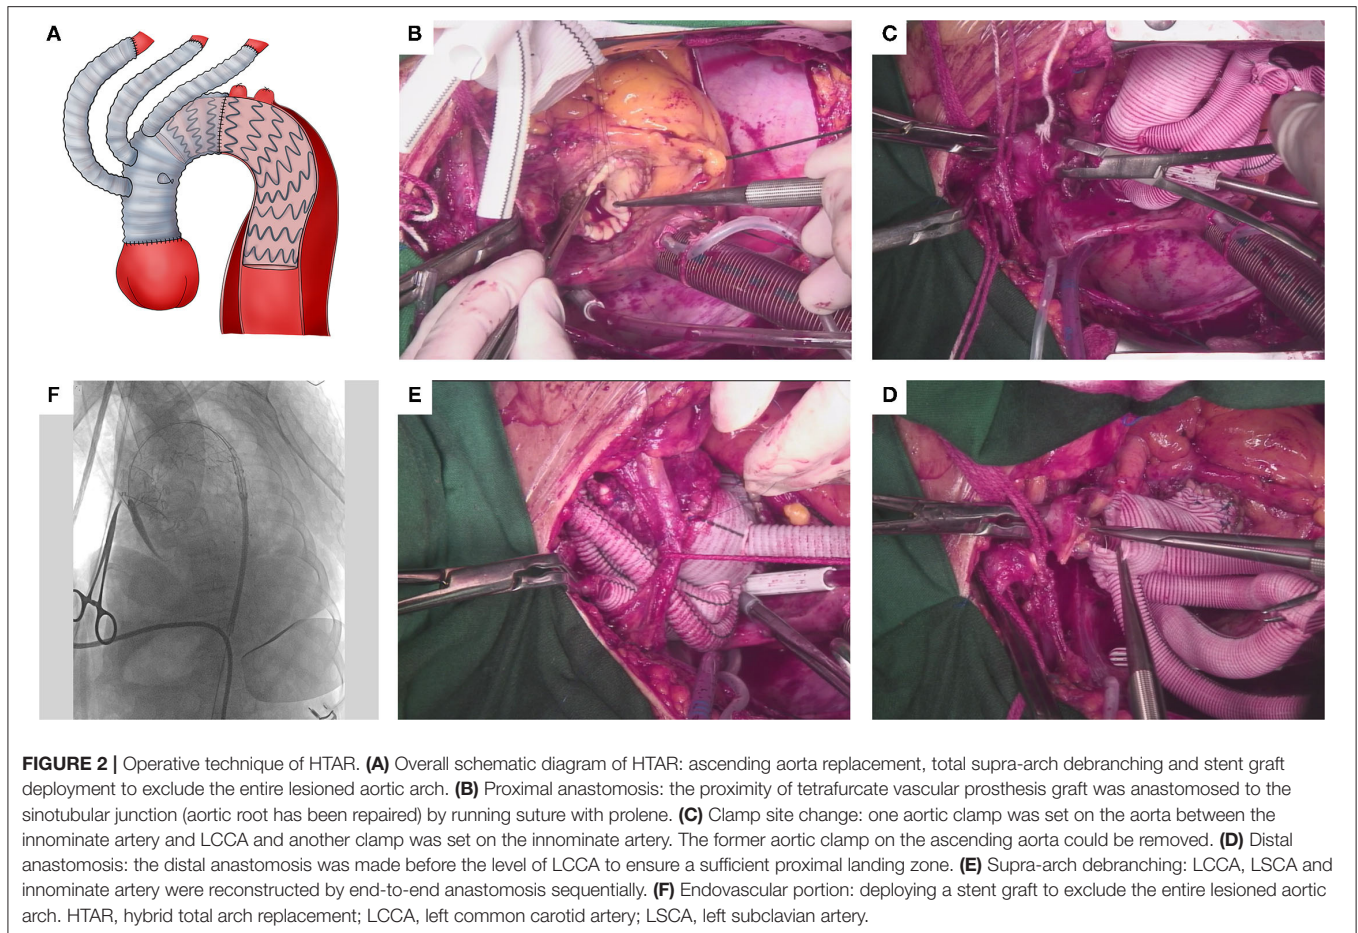 A
B
C
F
E
D
FIGURE 2 | Operative technique of HTAR. (A) Overall schematic diagram of HTAR: ascending aorta replacement, total supra-arch debranching and stent graft
deployment to exclude the entire lesioned aortic arch. (B) Proximal anastomosis: the proximity of tetrafurcate vascular prosthesis graft was anastomosed to the
sinotubular junction (aortic root has been repaired) by running suture with prolene. (C) Clamp site change: one aortic clamp was set on the aorta between the
innominate artery and LCCA and another clamp was set on the innominate artery. The former aortic clamp on the ascending aorta could be removed. (D) Distal
anastomosis: the distal anastomosis was made before the level of LCCA to ensure a sufficient proximal landing zone. (E) Supra-arch debranching: LCCA, LSCA and
innominate artery were reconstructed by end-to-end anastomosis sequentially. (F) Endovascular portion: deploying a stent graft to exclude the entire lesioned aortic
arch. HTAR, hybrid total arch replacement; LCCA, left common carotid artery; LSCA, left subclavian artery.